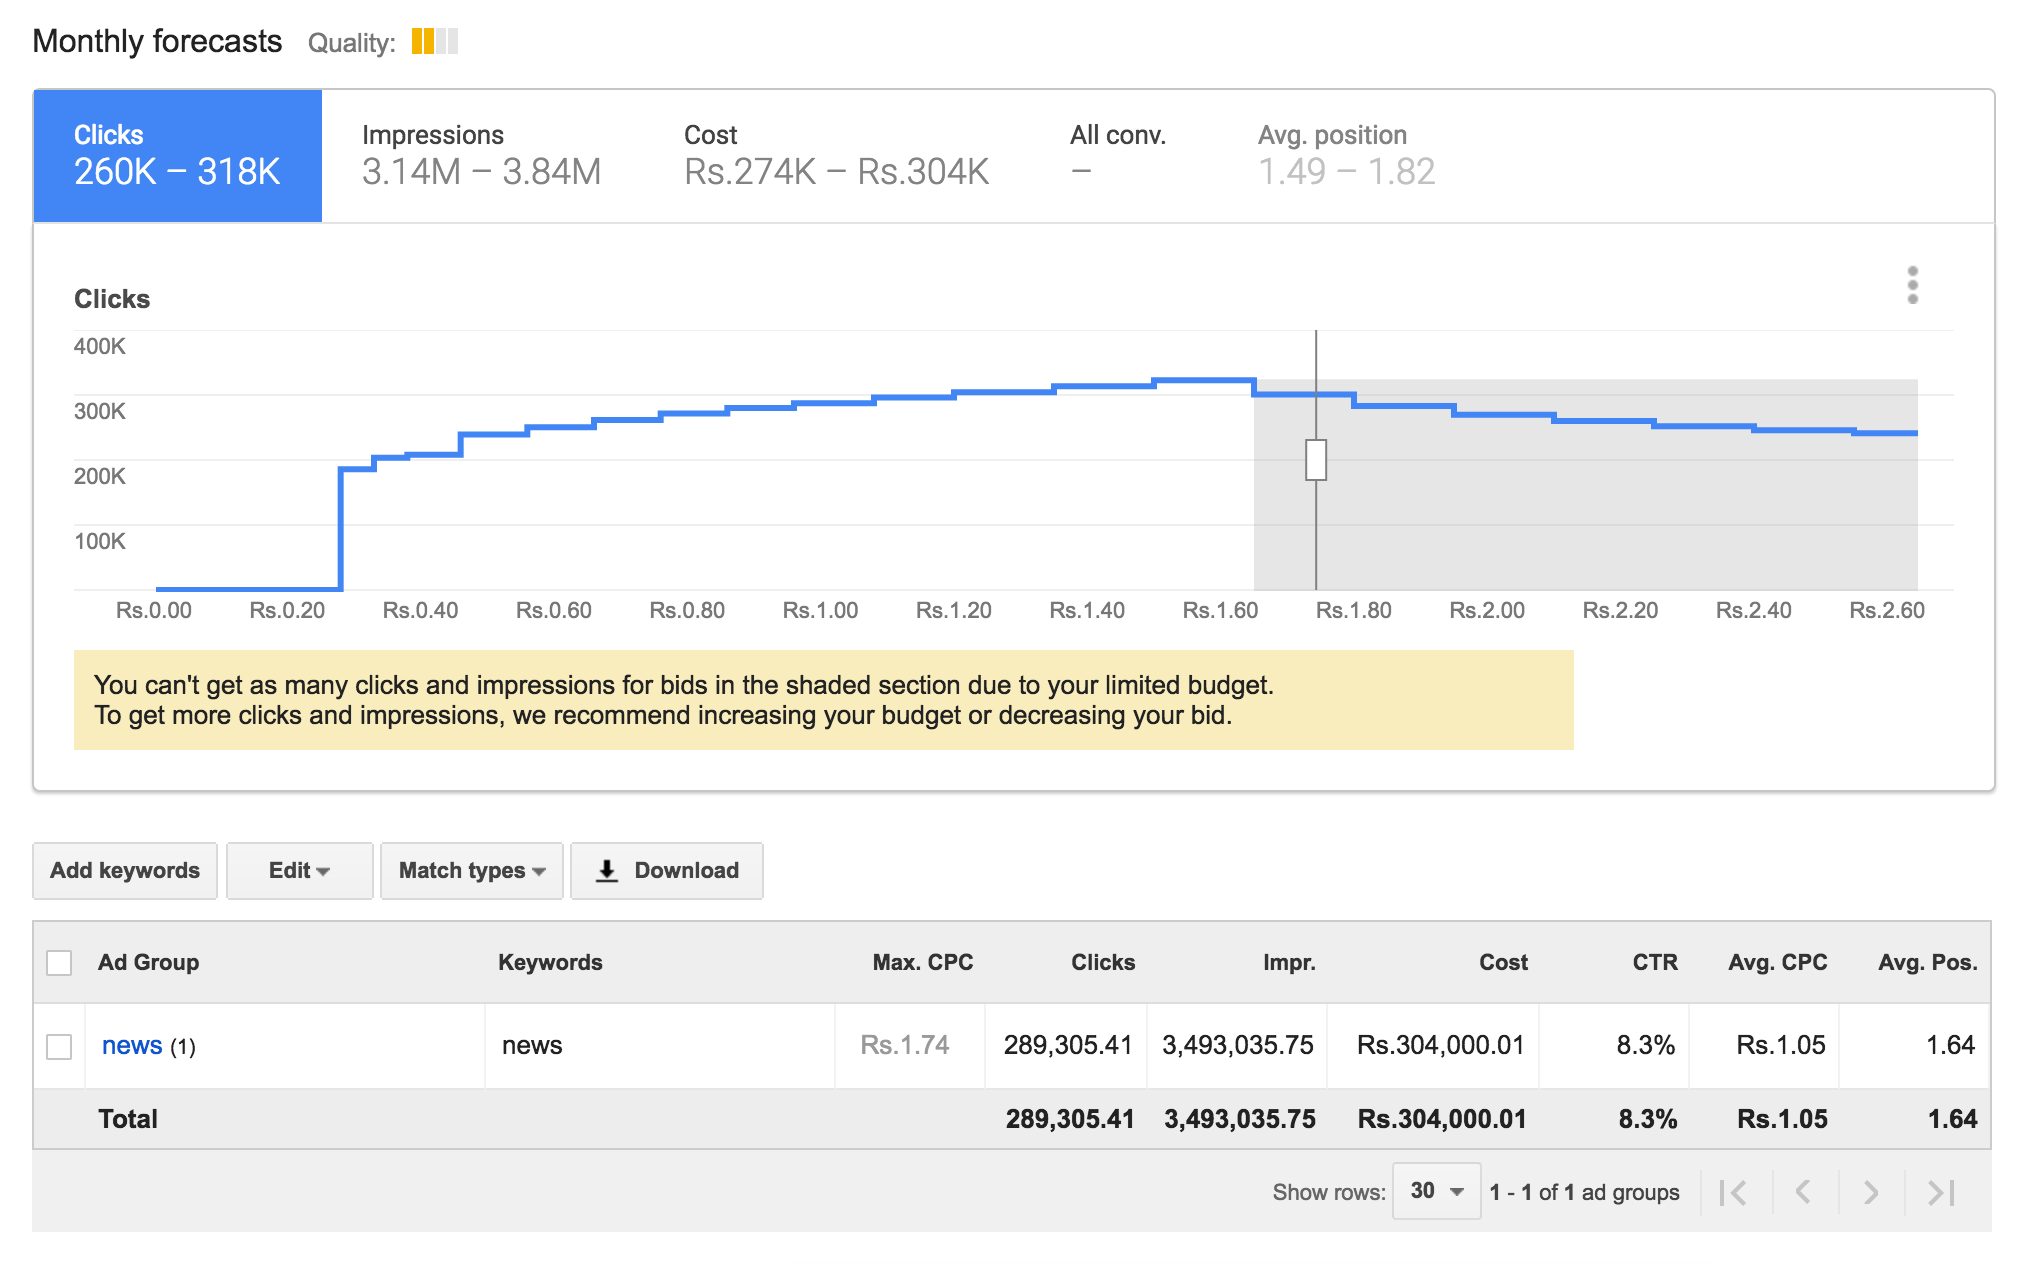 Monthly forecasts Quality:
Clicks Impressions Cost All conv. Avg. position
260K – 318K 3.14M – 3.84M Rs.274K – Rs.304K – 1.49 – 1.82
Clicks
400K
300K
200K
100K
Rs.0.00 Rs.0.20 Rs.0.40 Rs.0.60 Rs.0.80 Rs.1.00 Rs.1.20 Rs.1.40 Rs.1.60 Rs.1.80 Rs.2.00 Rs.2.20 Rs.2.40 Rs.2.60
You can't get as many clicks and impressions for bids in the shaded section due to your limited budget.
To get more clicks and impressions, we recommend increasing your budget or decreasing your bid.
Add keywords Edit Match types Download
Ad Group Keywords Max. CPC Clicks Impr. Cost CTR Avg. CPC Avg. Pos.
news (1) news Rs.1.74 289,305.41 3,493,035.75 Rs.304,000.01 8.3% Rs.1.05 1.64
Total 289,305.41 3,493,035.75 Rs.304,000.01 8.3% Rs.1.05 1.64
Show rows: 30 1 - 1 of 1 ad groups